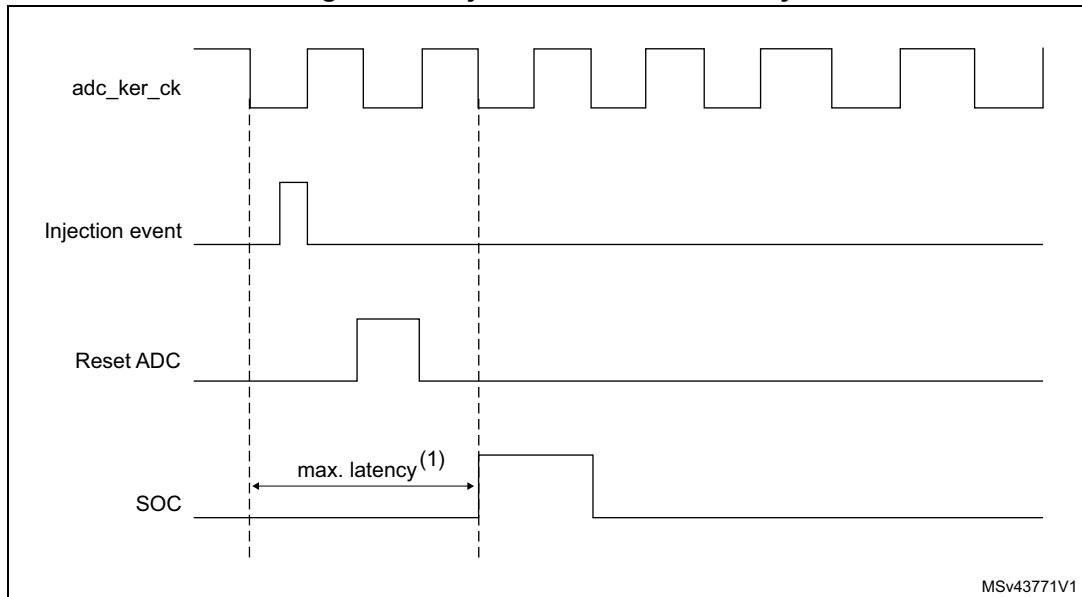 adc_ker_ck
Injection event
Reset ADC
max. latency(1)
SOC
MSv43771V1